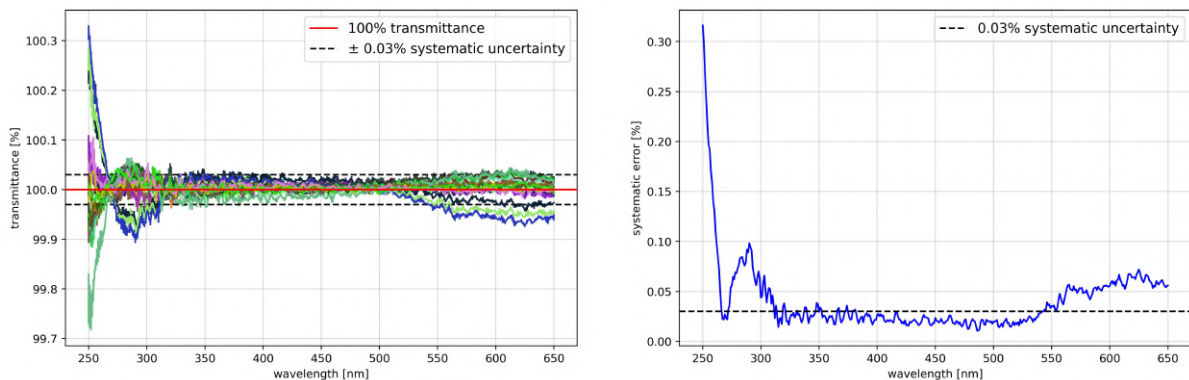 100% transmittance
± 0.03% systematic uncertainty
100.3
100.2
100.1
100.0
99.9
99.8
99.7
transmittance [%]
250 300 350 400 450 500 550 600 650
wavelength [nm]
0.03% systematic uncertainty
0.30
0.25
0.20
0.15
0.10
0.05
0.00
systematic error [%]
250 300 350 400 450 500 550 600 650
wavelength [nm]